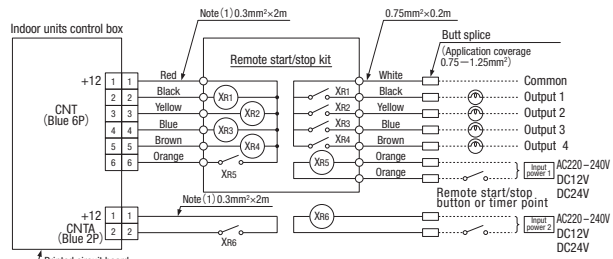 Note(1)0.3mm²×2m
0.75mm²×0.2m
Indoor units control box
Butt splice
(Application coverage
0.75−1.25mm²)
Remote start/stop kit
+12 1 1 Red White Common
2 2 Black XR1 XR1 Black Output 1
CNT
(Blue 6P)
3 3 Yellow XR2 XR2 Yellow Output 2
4 4 Blue XR3 XR3 Blue Output 3
5 5 Brown XR4 XR4 Brown Output 4
6 6 Orange XR5 XR5 Orange Input power 1 AC220−240V
Orange DC12V
DC24V
Remote start/stop
button or timer point
Note(1)0.3mm²×2m
+12 1 1 XR6 Input power 2 AC220−240V
CNTA
(Blue 2P)
2 2 XR6 DC12V
DC24V
Printed circuit board